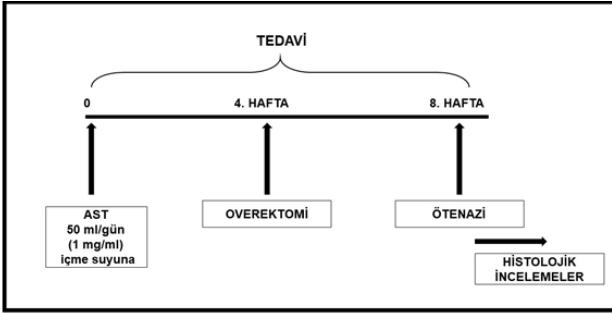 TEDAVİ
0 4. HAFTA 8. HAFTA
AST
50 ml/gün
(1 mg/ml)
içme suyuna
OVEREKTOMİ
ÖTENAZİ
HİSTOLOJİK
İNCELEMELER